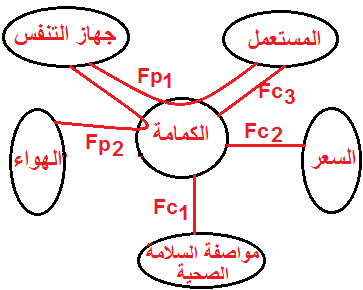 المستعمل
جهاز التنفس
Fp1
Fc3
الكمامة
Fp2
Fc2
السعر
الهواء
Fc1
مواصفة السلامة
الصحية